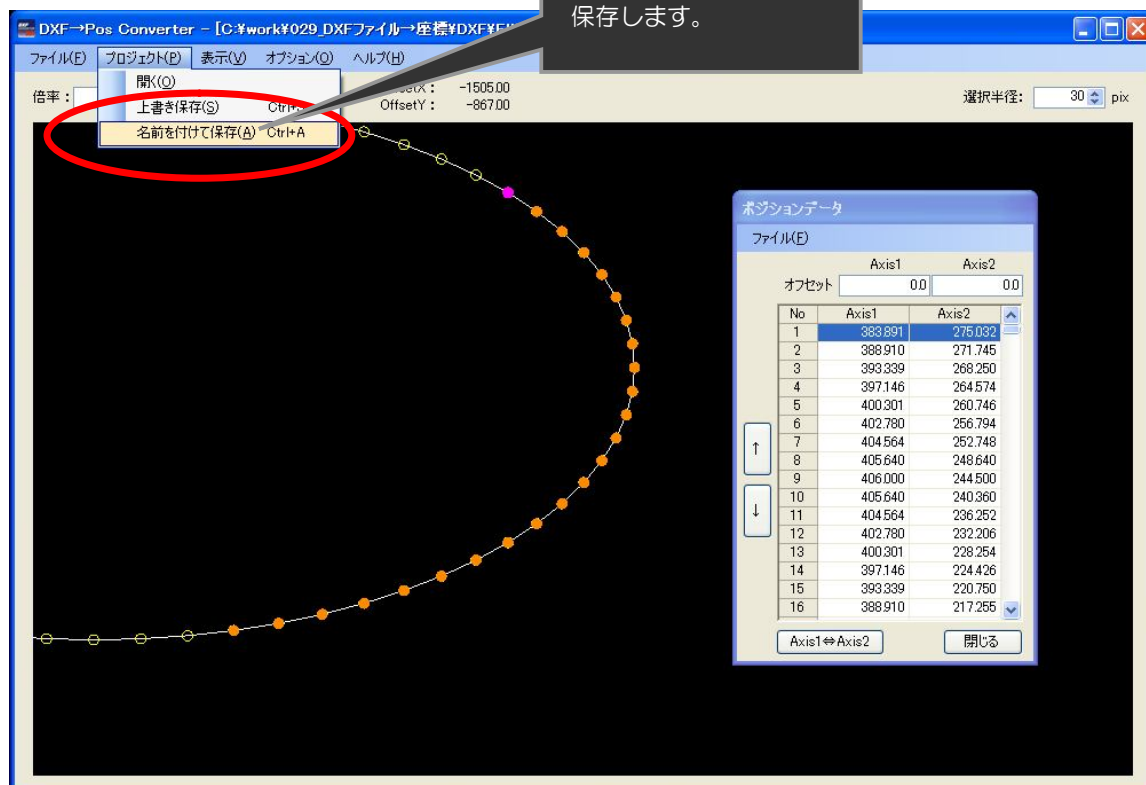 保存します。
DXF→Pos Converter - [C:¥work¥029_DXFファイル→座標¥DXF¥
ファイル(F) プロジェクト(P) 表示(V) オプション(O) ヘルプ(H)
開く(O)
上書き保存(S)
名前を付けて保存(A) Ctrl+A
倍率:
-1505.00
OffsetY: -867.00
選択半径: 30 pix
ポジションデータ
ファイル(F)
Axis1 Axis2
オフセット 0.0 0.0
No Axis1 Axis2
1 383.891 275.032
2 388.910 271.745
3 393.339 268.250
4 397.146 264.574
5 400.301 260.746
6 402.780 256.794
7 404.564 252.748
8 405.640 248.640
9 406.000 244.500
10 405.640 240.360
11 404.564 236.252
12 402.780 232.206
13 400.301 228.254
14 397.146 224.426
15 393.339 220.750
16 388.910 217.255
↑
↓
Axis1⇔Axis2 閉じる